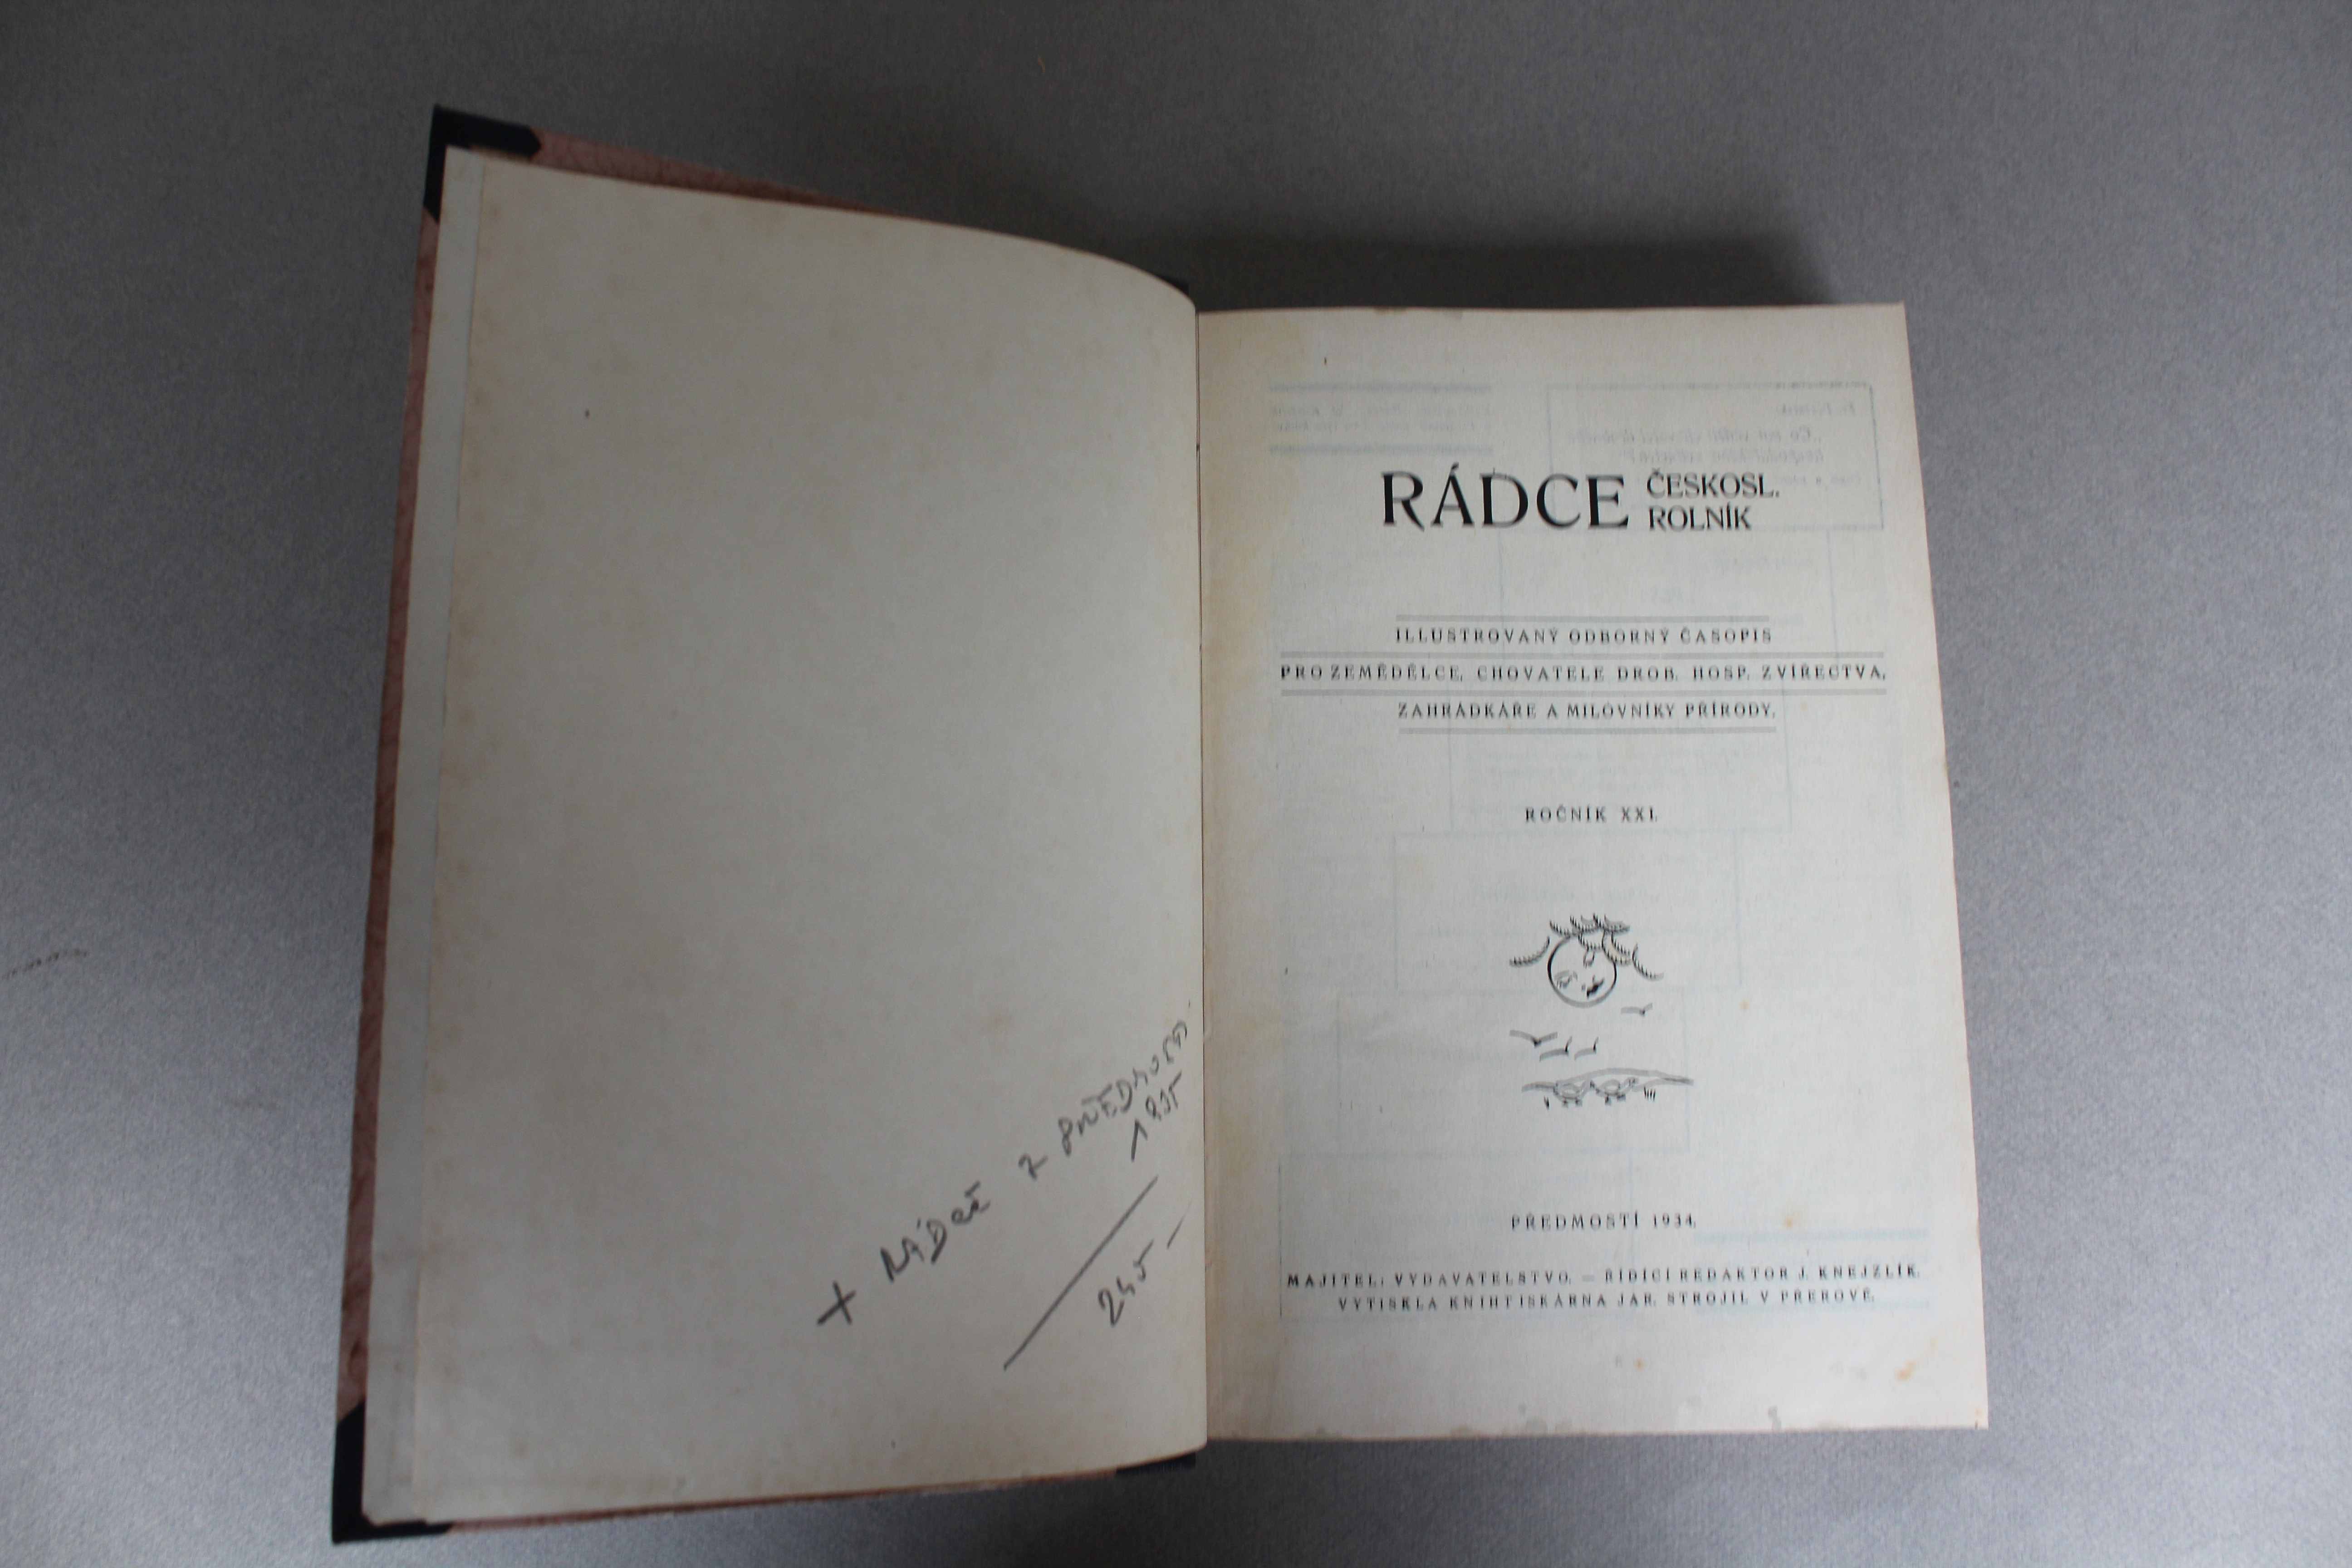 + RÁDCE Z PŘEDMOSTÍ
1935
245 –
RÁDCE ČESKOSL.
ROLNÍK
ILLUSTROVANÝ ODBORNÝ ČASOPIS
PRO ZEMĚDĚLCE, CHOVATELE DROB. HOSP. ZVÍŘECTVA,
ZAHRÁDKÁŘE A MILOVNÍKY PŘÍRODY.
ROČNÍK XXI.
PŘEDMOSTÍ 1934.
MAJITEL: VYDAVATELSTVO. — ŘÍDÍCÍ REDAKTOR J. KNEJZLÍK.
VYTISKLA KNIHTISKÁRNA JAR. STROJIL V PŘEROVĚ.